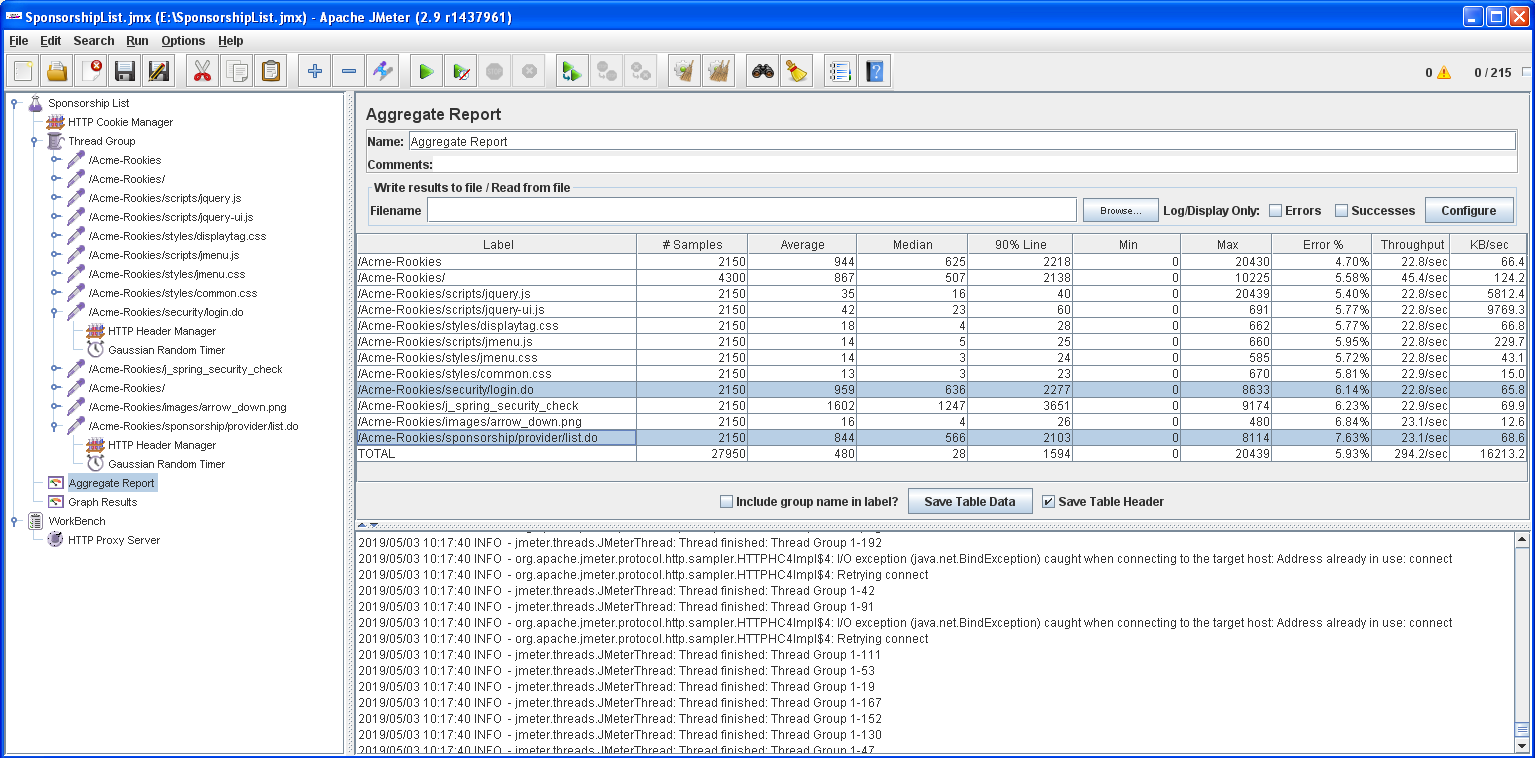 SponsorshipList.jmx (E:\SponsorshipList.jmx) - Apache JMeter (2.9 r1437961)
File Edit Search Run Options Help
0 0 / 215
Sponsorship List
HTTP Cookie Manager
Thread Group
/Acme-Rookies
/Acme-Rookies/
/Acme-Rookies/scripts/jquery.js
/Acme-Rookies/scripts/jquery-ui.js
/Acme-Rookies/styles/displaytag.css
/Acme-Rookies/scripts/jmenu.js
/Acme-Rookies/styles/jmenu.css
/Acme-Rookies/styles/common.css
/Acme-Rookies/security/login.do
HTTP Header Manager
Gaussian Random Timer
/Acme-Rookies/j_spring_security_check
/Acme-Rookies/
/Acme-Rookies/images/arrow_down.png
/Acme-Rookies/sponsorship/provider/list.do
HTTP Header Manager
Gaussian Random Timer
Aggregate Report
Graph Results
WorkBench
HTTP Proxy Server
Aggregate Report
Name: Aggregate Report
Comments:
Write results to file / Read from file
Filename Browse... Log/Display Only: Errors Successes Configure
Label # Samples Average Median 90% Line Min Max Error % Throughput KB/sec
/Acme-Rookies 2150 944 625 2218 0 20430 4.70% 22.8/sec 66.4
/Acme-Rookies/ 4300 867 507 2138 0 10225 5.58% 45.4/sec 124.2
/Acme-Rookies/scripts/jquery.js 2150 35 16 40 0 20439 5.40% 22.8/sec 5812.4
/Acme-Rookies/scripts/jquery-ui.js 2150 42 23 60 0 691 5.77% 22.8/sec 9769.3
/Acme-Rookies/styles/displaytag.css 2150 18 4 28 0 662 5.77% 22.8/sec 66.8
/Acme-Rookies/scripts/jmenu.js 2150 14 5 25 0 660 5.95% 22.8/sec 229.7
/Acme-Rookies/styles/jmenu.css 2150 14 3 24 0 585 5.72% 22.8/sec 43.1
/Acme-Rookies/styles/common.css 2150 13 3 23 0 670 5.81% 22.9/sec 15.0
/Acme-Rookies/security/login.do 2150 959 636 2277 0 8633 6.14% 22.8/sec 65.8
/Acme-Rookies/j_spring_security_check 2150 1602 1247 3651 0 9174 6.23% 22.9/sec 69.9
/Acme-Rookies/images/arrow_down.png 2150 16 4 26 0 480 6.84% 23.1/sec 12.6
/Acme-Rookies/sponsorship/provider/list.do 2150 844 566 2103 0 8114 7.63% 23.1/sec 68.6
TOTAL 27950 480 28 1594 0 20439 5.93% 294.2/sec 16213.2
Include group name in label? Save Table Data Save Table Header
2019/05/03 10:17:40 INFO - jmeter.threads.JMeterThread: Thread finished: Thread Group 1-192
2019/05/03 10:17:40 INFO - org.apache.jmeter.protocol.http.sampler.HTTPHC4Impl$4: I/O exception (java.net.BindException) caught when connecting to the target host: Address already in use: connect
2019/05/03 10:17:40 INFO - org.apache.jmeter.protocol.http.sampler.HTTPHC4Impl$4: Retrying connect
2019/05/03 10:17:40 INFO - jmeter.threads.JMeterThread: Thread finished: Thread Group 1-42
2019/05/03 10:17:40 INFO - jmeter.threads.JMeterThread: Thread finished: Thread Group 1-91
2019/05/03 10:17:40 INFO - org.apache.jmeter.protocol.http.sampler.HTTPHC4Impl$4: I/O exception (java.net.BindException) caught when connecting to the target host: Address already in use: connect
2019/05/03 10:17:40 INFO - org.apache.jmeter.protocol.http.sampler.HTTPHC4Impl$4: Retrying connect
2019/05/03 10:17:40 INFO - jmeter.threads.JMeterThread: Thread finished: Thread Group 1-111
2019/05/03 10:17:40 INFO - jmeter.threads.JMeterThread: Thread finished: Thread Group 1-53
2019/05/03 10:17:40 INFO - jmeter.threads.JMeterThread: Thread finished: Thread Group 1-19
2019/05/03 10:17:40 INFO - jmeter.threads.JMeterThread: Thread finished: Thread Group 1-167
2019/05/03 10:17:40 INFO - jmeter.threads.JMeterThread: Thread finished: Thread Group 1-152
2019/05/03 10:17:40 INFO - jmeter.threads.JMeterThread: Thread finished: Thread Group 1-130
2019/05/03 10:17:40 INFO - jmeter.threads.JMeterThread: Thread finished: Thread Group 1-47